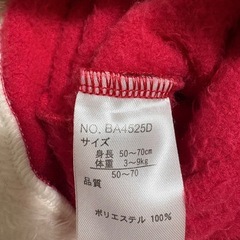 NO. BA4525D
サイズ
身長 50～70cm
体重 3～9kg
品質 50－70
ポリエステル 100%